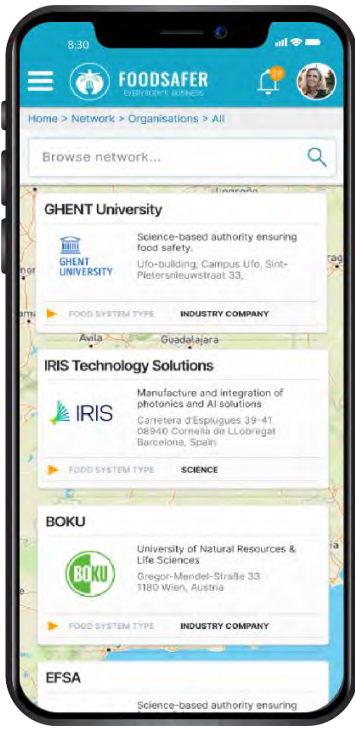 8:30
FOODSAFER
29
EVERYBODY'S BUSINESS
Home > Network > Organisations > All
Browse network...
GHENT University
GHENT
UNIVERSITY
Science-based authority ensuring
food safety.
Ufo-building, Campus Ufo, Sint-
Pietersnieuwstraat 33,
FOOD SYSTEM TYPE INDUSTRY COMPANY
Avila Guadalajara
IRIS Technology Solutions
IRIS
Manufacture and integration of
photonics and AI solutions
Carretera d'Esplugues 39-41
08940 Cornellà de LLobregat
Barcelona, Spain
FOOD SYSTEM TYPE SCIENCE
BOKU
BOKU
University of Natural Resources &
Life Sciences
Gregor-Mendel-Straße 33
1180 Wien, Austria
FOOD SYSTEM TYPE INDUSTRY COMPANY
EFSA
Science-based authority ensuring